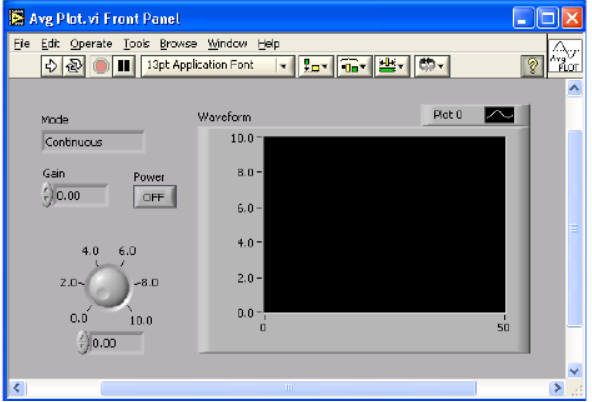 Avg Plot.vi Front Panel
File Edit Operate Tools Browse Window Help
13pt Application Font
?
Avg
PLOT
Mode
Continuous
Waveform
Plot 0
Gain
0.00
Power
OFF
10.0
8.0
6.0
4.0
2.0
0.0
0
50
4.0 6.0
2.0 8.0
0.0 10.0
0.00